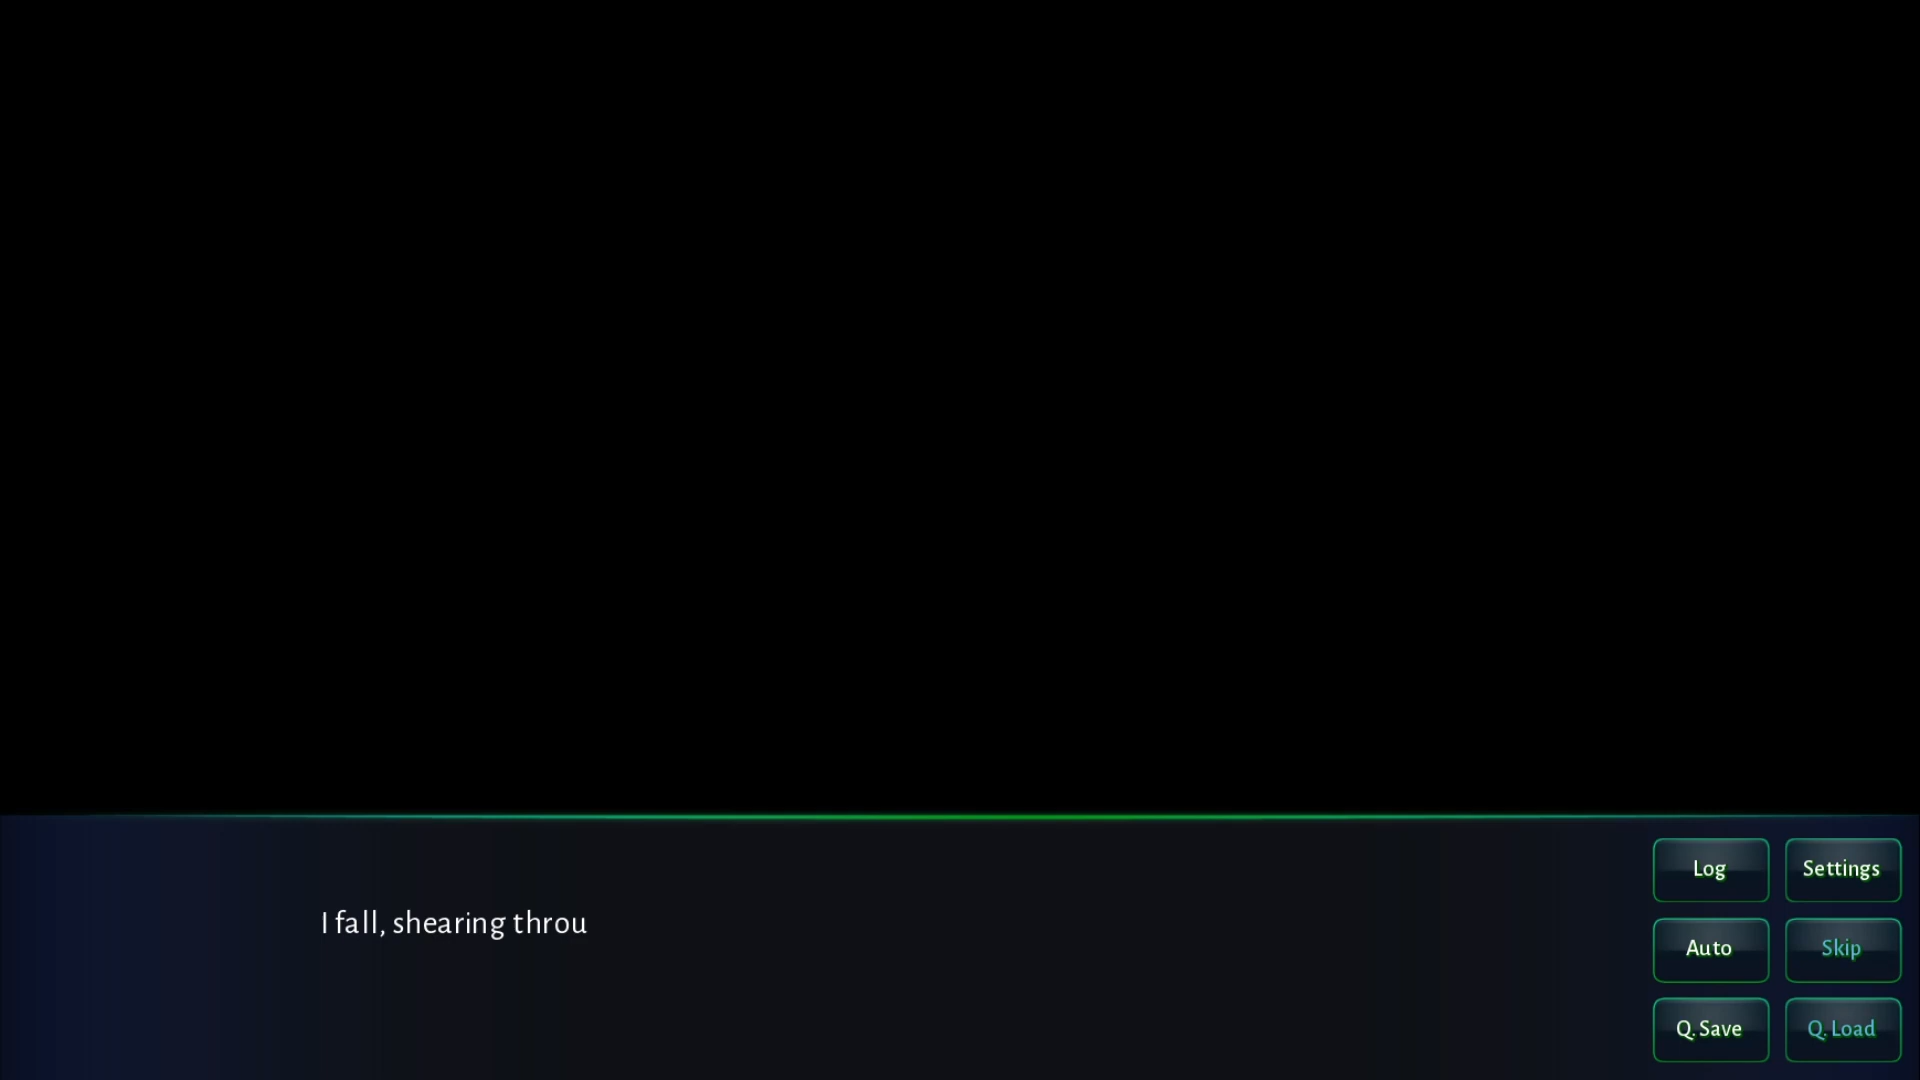 I fall, shearing throu
Log
Settings
Auto
Skip
Q. Save
Q. Load